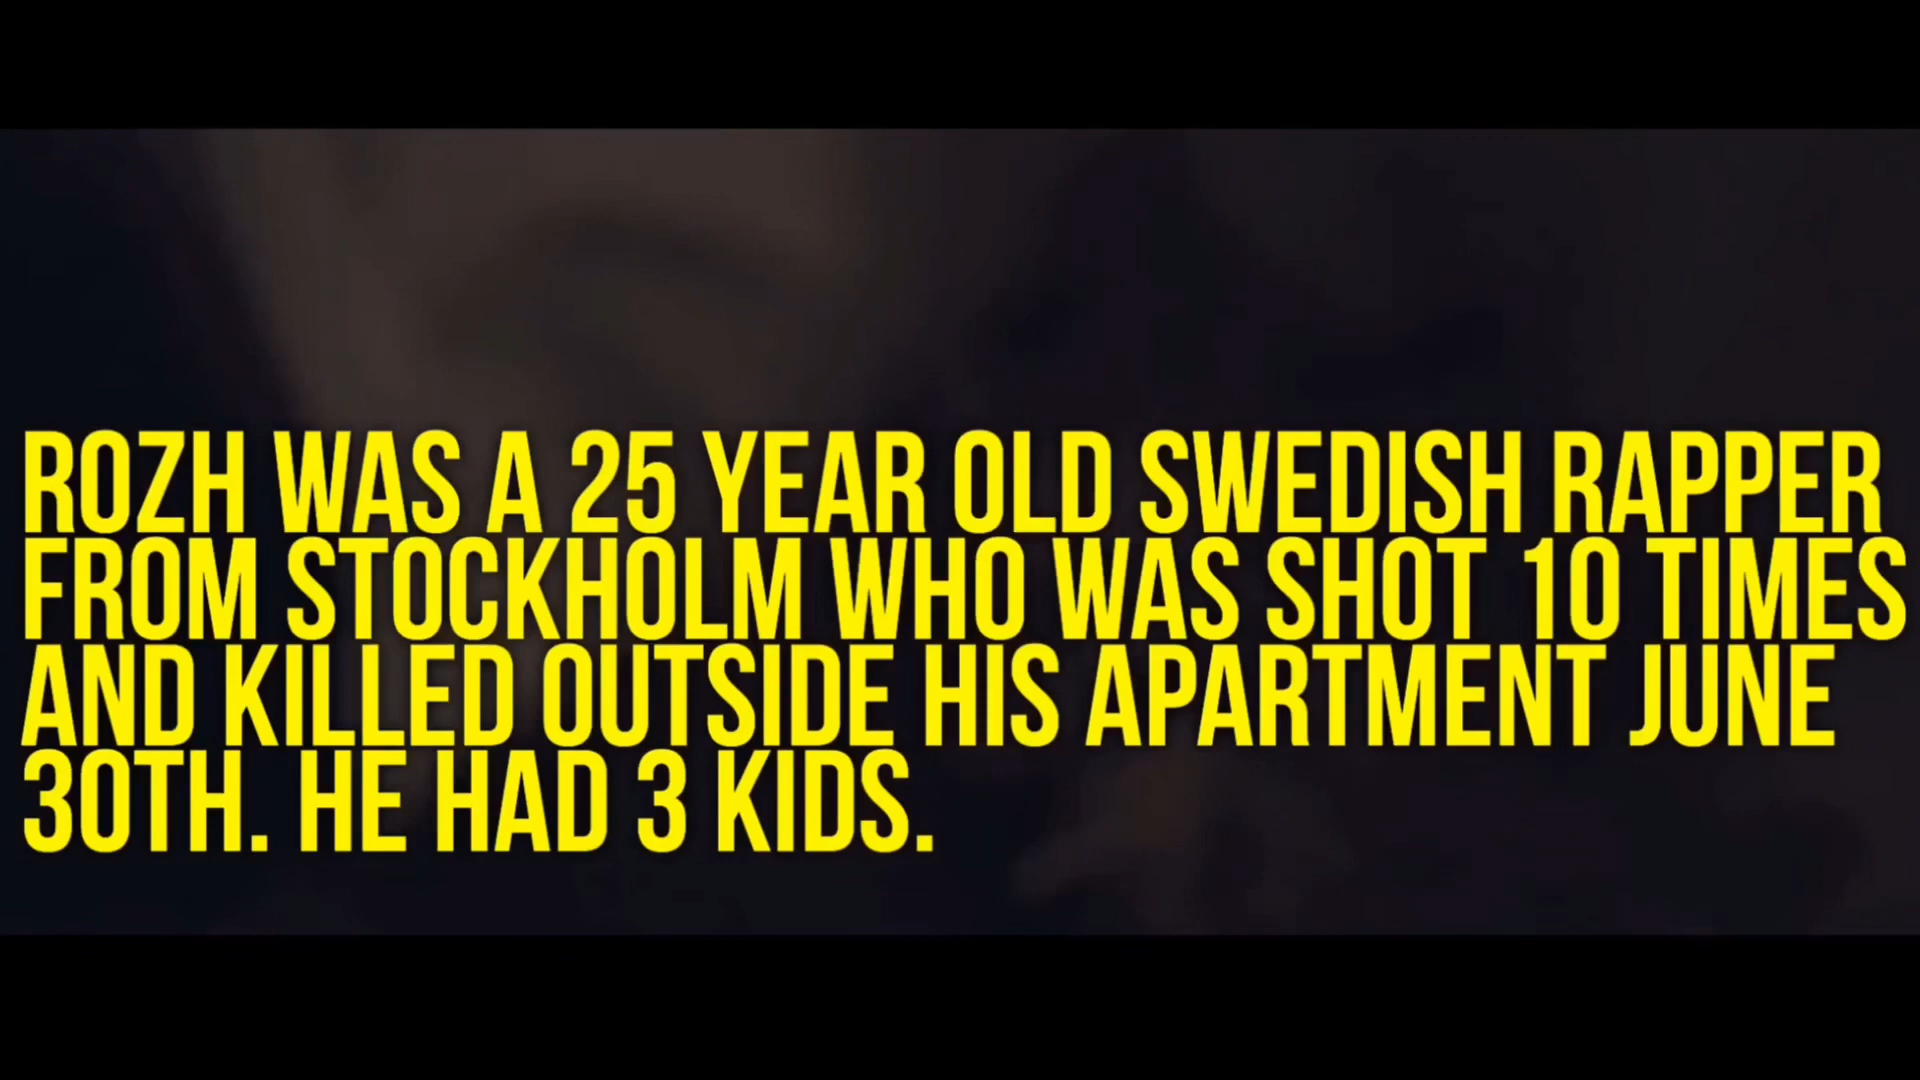 ROZH WAS A 25 YEAR OLD SWEDISH RAPPER
FROM STOCKHOLM WHO WAS SHOT 10 TIMES
AND KILLED OUTSIDE HIS APARTMENT JUNE
30TH. HE HAD 3 KIDS.